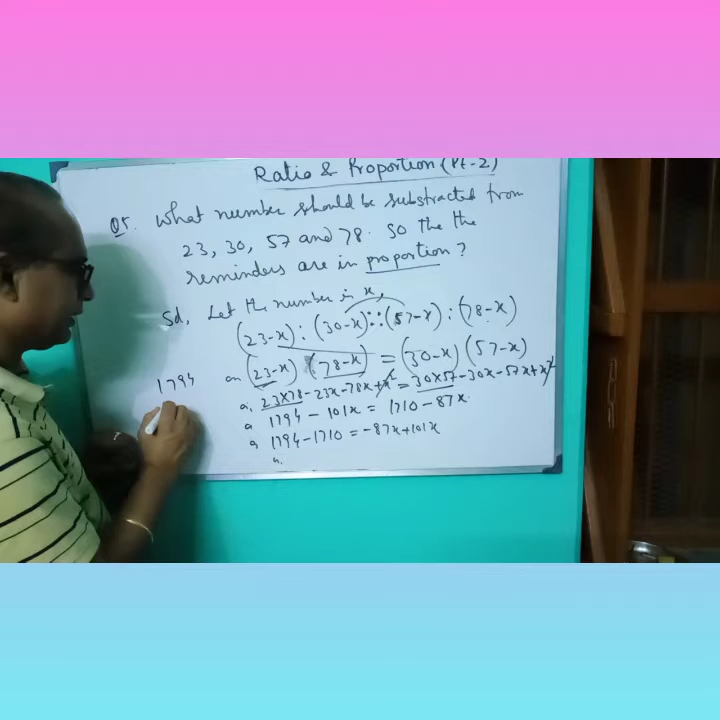 Ratio & Proportion (Pt-2)
Q5. What number should be substracted from
23, 30, 57 and 78. so the the
reminders are in proportion?
Sol, Let the number is x,
(23-x) : (30-x) :: (57-x) : (78-x)
or (23-x) (78-x) = (30-x) (57-x)
1794
or, 23×78-23x-78x+x² = 30×57-30x-57x+x²
or 1794 - 101x = 1710 - 87x
or 1794-1710 = -87x+101x
or,